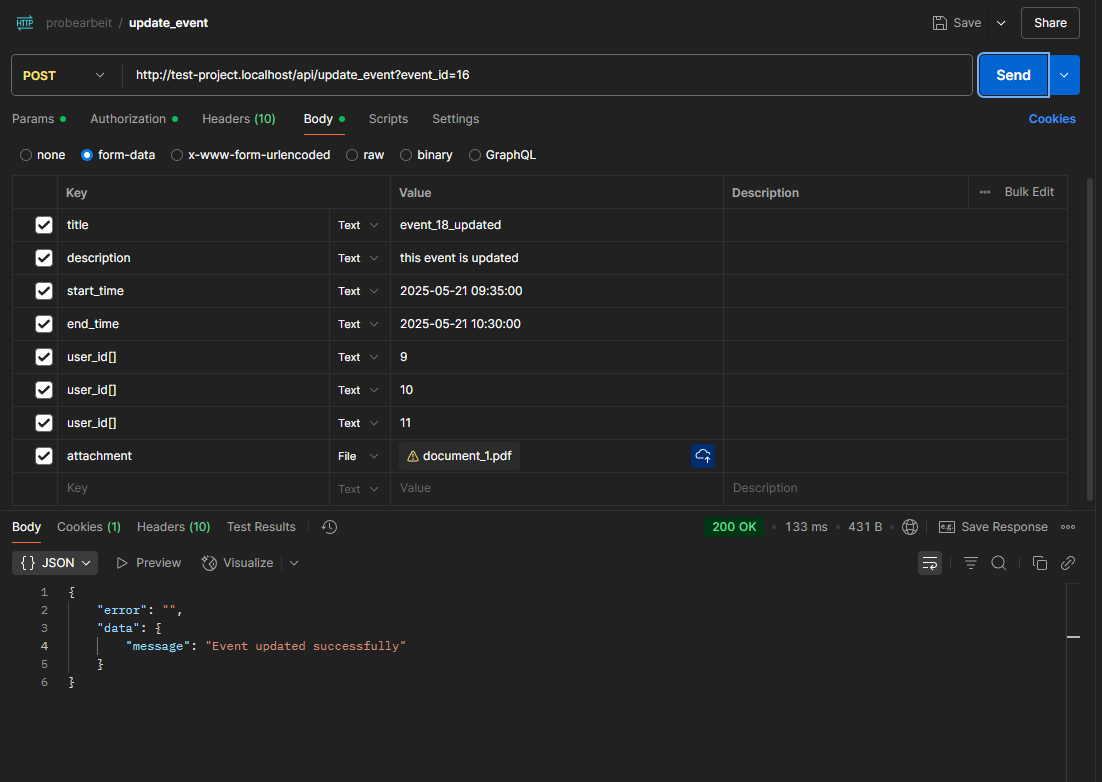 HTTP probearbeit / update_event Save Share
POST http://test-project.localhost/api/update_event?event_id=16 Send
Params Authorization Headers (10) Body Scripts Settings Cookies
none form-data x-www-form-urlencoded raw binary GraphQL
Key Value Description Bulk Edit
title Text event_18_updated
description Text this event is updated
start_time Text 2025-05-21 09:35:00
end_time Text 2025-05-21 10:30:00
user_id[] Text 9
user_id[] Text 10
user_id[] Text 11
attachment File document_1.pdf
Key Text Value Description
Body Cookies (1) Headers (10) Test Results 200 OK 133 ms 431 B e.g. Save Response
{} JSON Preview Visualize
1 {
2 "error": "",
3 "data": {
4 "message": "Event updated successfully"
5 }
6 }